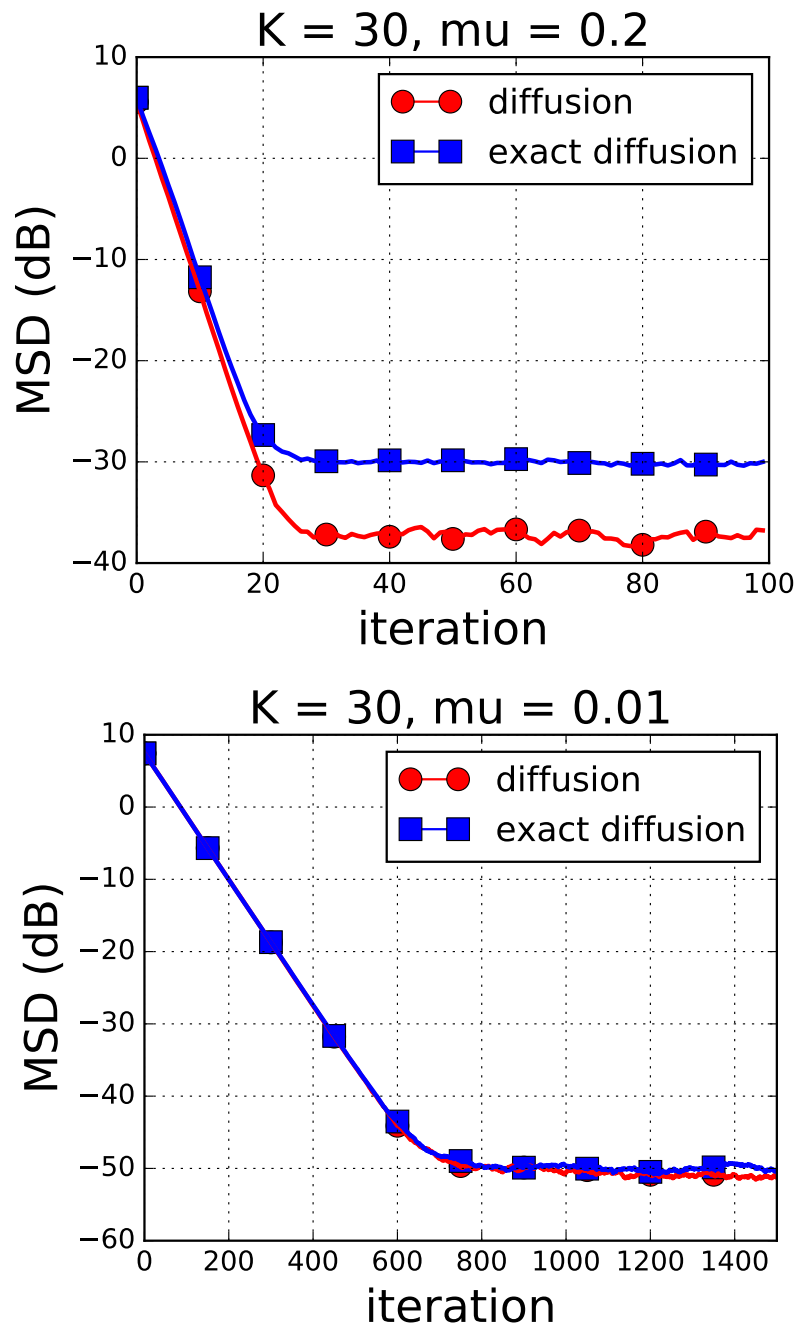 K = 30, mu = 0.2
10
0
−10
−20
−30
−40
MSD (dB)
diffusion
exact diffusion
0 20 40 60 80 100
iteration
K = 30, mu = 0.01
10
0
−10
−20
−30
−40
−50
−60
MSD (dB)
diffusion
exact diffusion
0 200 400 600 800 1000 1200 1400
iteration